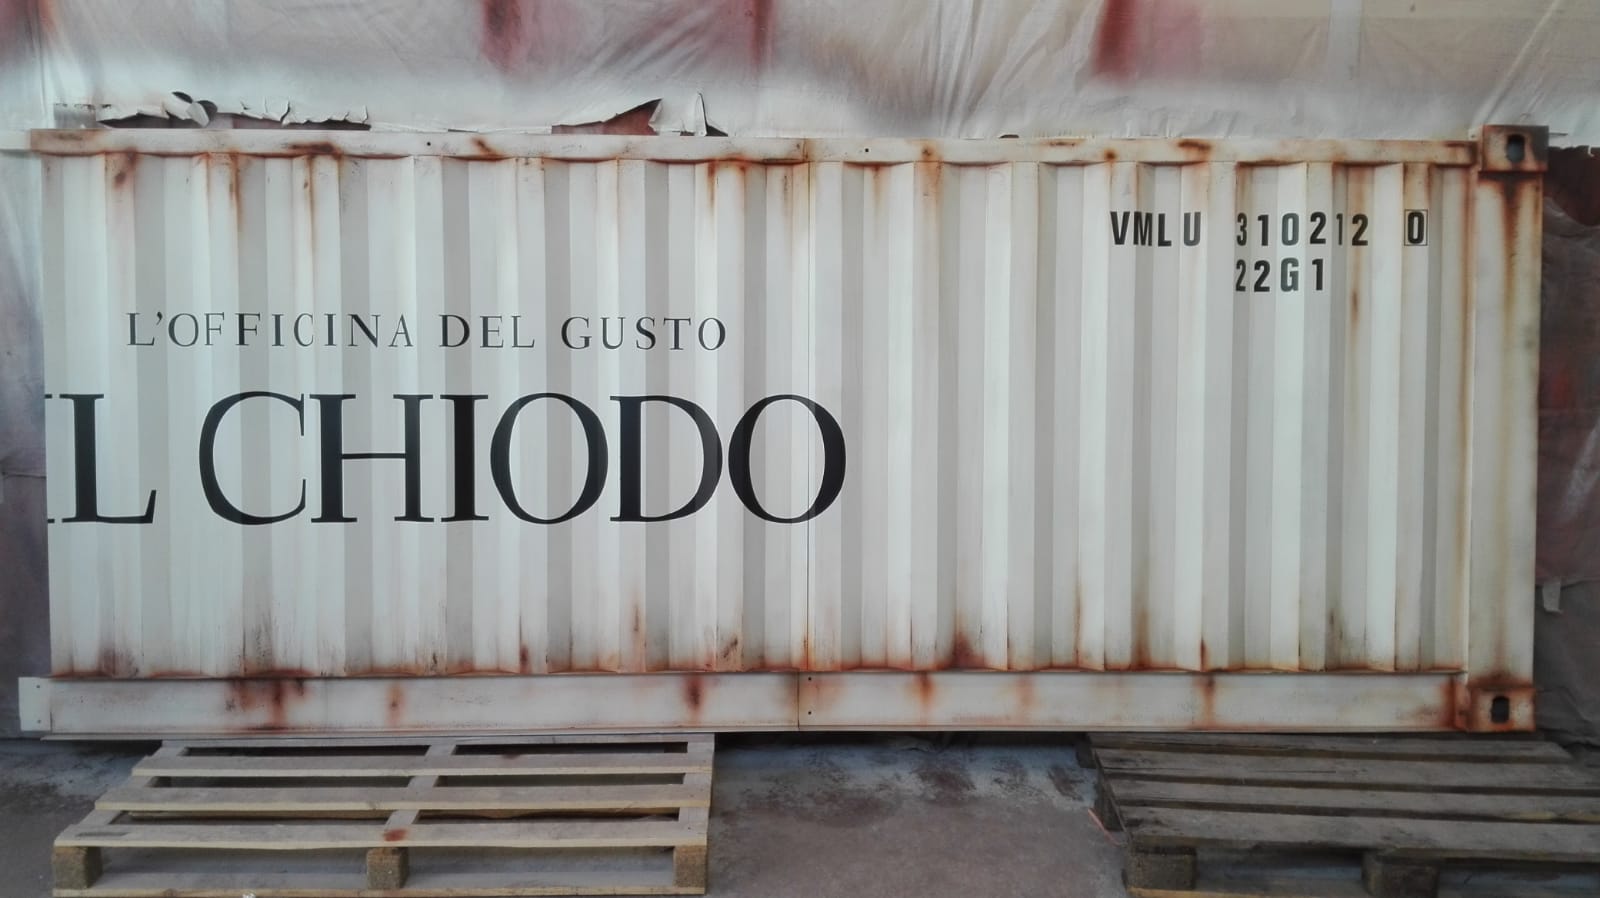 VMLU 310212 0
22G1
L'OFFICINA DEL GUSTO
IL CHIODO